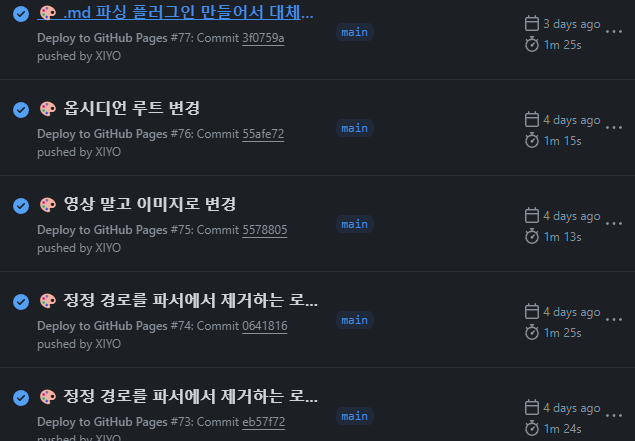 🎨 .md 파싱 플러그인 만들어서 대체...
Deploy to GitHub Pages #77: Commit 3f0759a
pushed by XIYO
main
3 days ago
1m 25s
🎨 옵시디언 루트 변경
Deploy to GitHub Pages #76: Commit 55afe72
pushed by XIYO
main
4 days ago
1m 15s
🎨 영상 말고 이미지로 변경
Deploy to GitHub Pages #75: Commit 5578805
pushed by XIYO
main
4 days ago
1m 13s
🎨 정정 경로를 파서에서 제거하는 로...
Deploy to GitHub Pages #74: Commit 0641816
pushed by XIYO
main
4 days ago
1m 25s
🎨 정정 경로를 파서에서 제거하는 로...
Deploy to GitHub Pages #73: Commit eb57f72
pushed by XIYO
main
4 days ago
1m 24s